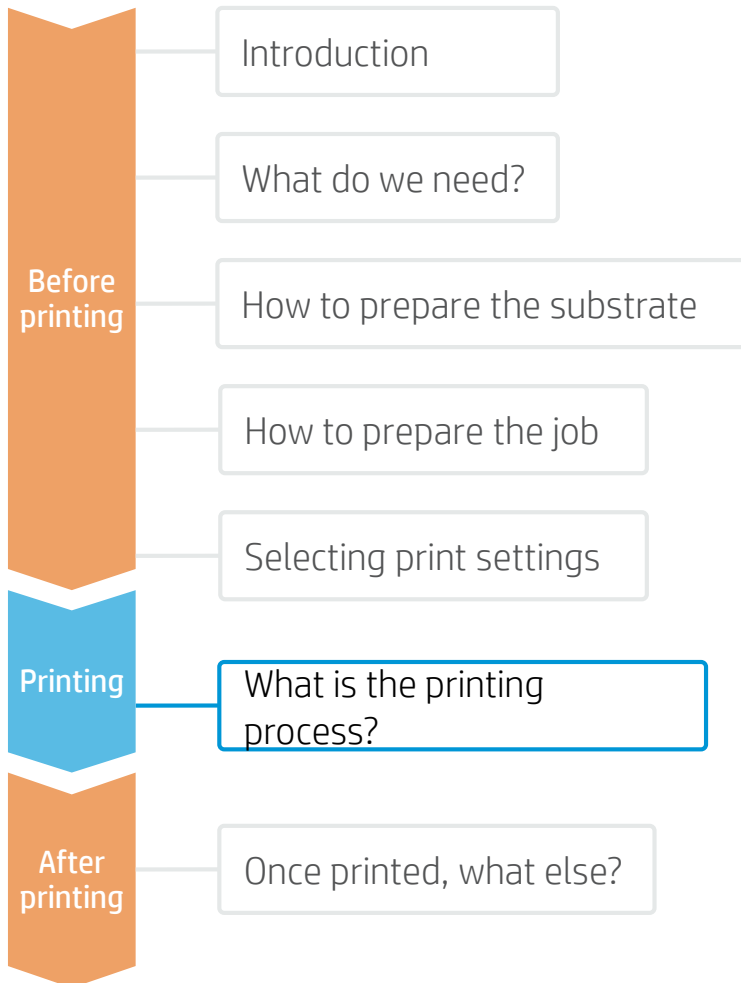 Introduction
What do we need?
Before
printing
How to prepare the substrate
How to prepare the job
Selecting print settings
Printing
What is the printing
process?
After
printing
Once printed, what else?